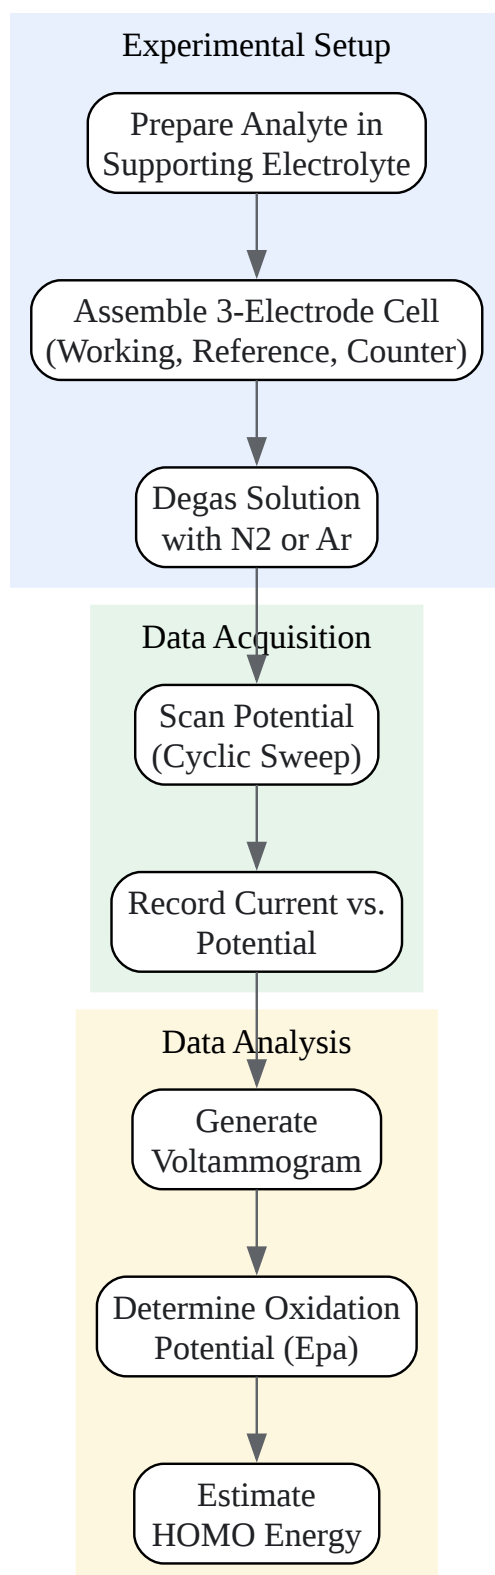 Experimental Setup
Prepare Analyte in
Supporting Electrolyte
Assemble 3-Electrode Cell
(Working, Reference, Counter)
Degas Solution
with N2 or Ar
Data Acquisition
Scan Potential
(Cyclic Sweep)
Record Current vs.
Potential
Data Analysis
Generate
Voltammogram
Determine Oxidation
Potential (Epa)
Estimate
HOMO Energy